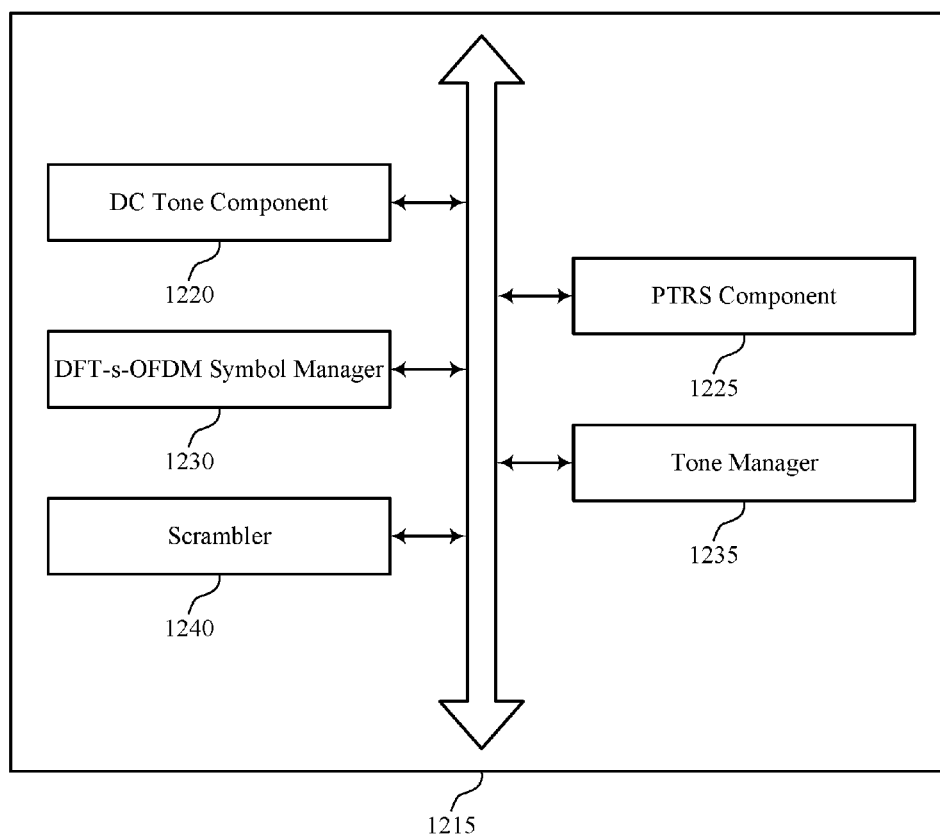 DC Tone Component
1220
PTRS Component
1225
DFT-s-OFDM Symbol Manager
1230
Tone Manager
1235
Scrambler
1240
1215